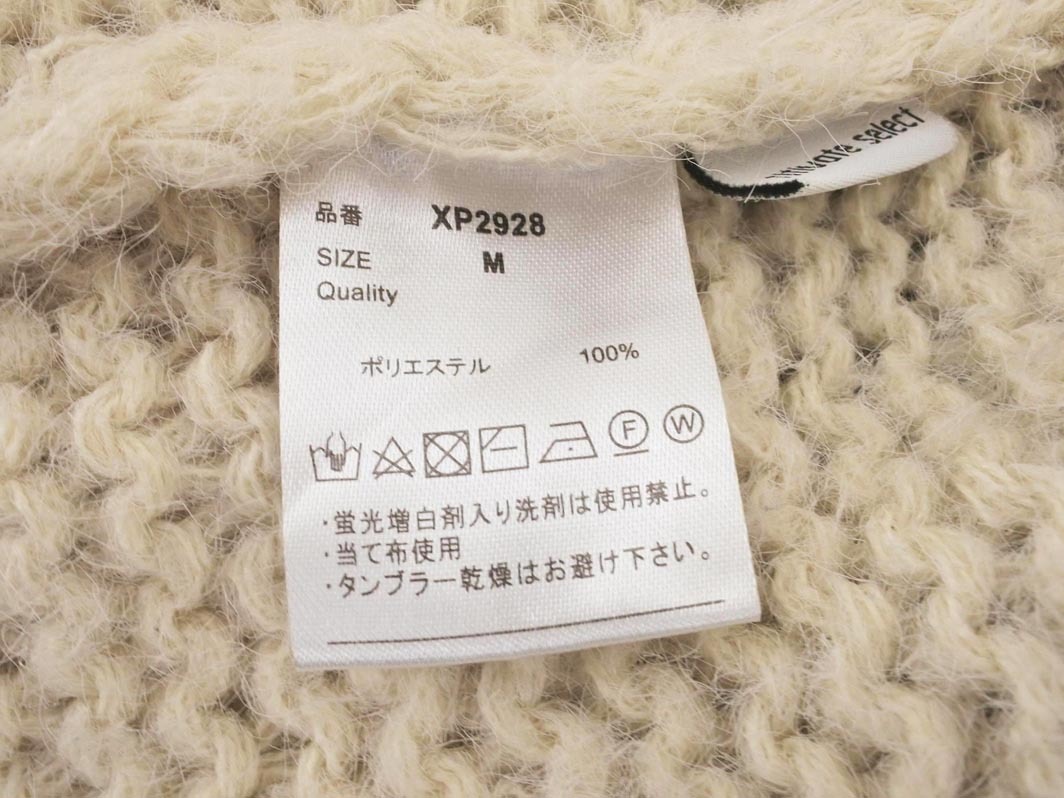 private select
品番 XP2928
SIZE M
Quality
ポリエステル 100%
F W
・蛍光増白剤入り洗剤は使用禁止。
・当て布使用
・タンブラー乾燥はお避け下さい。